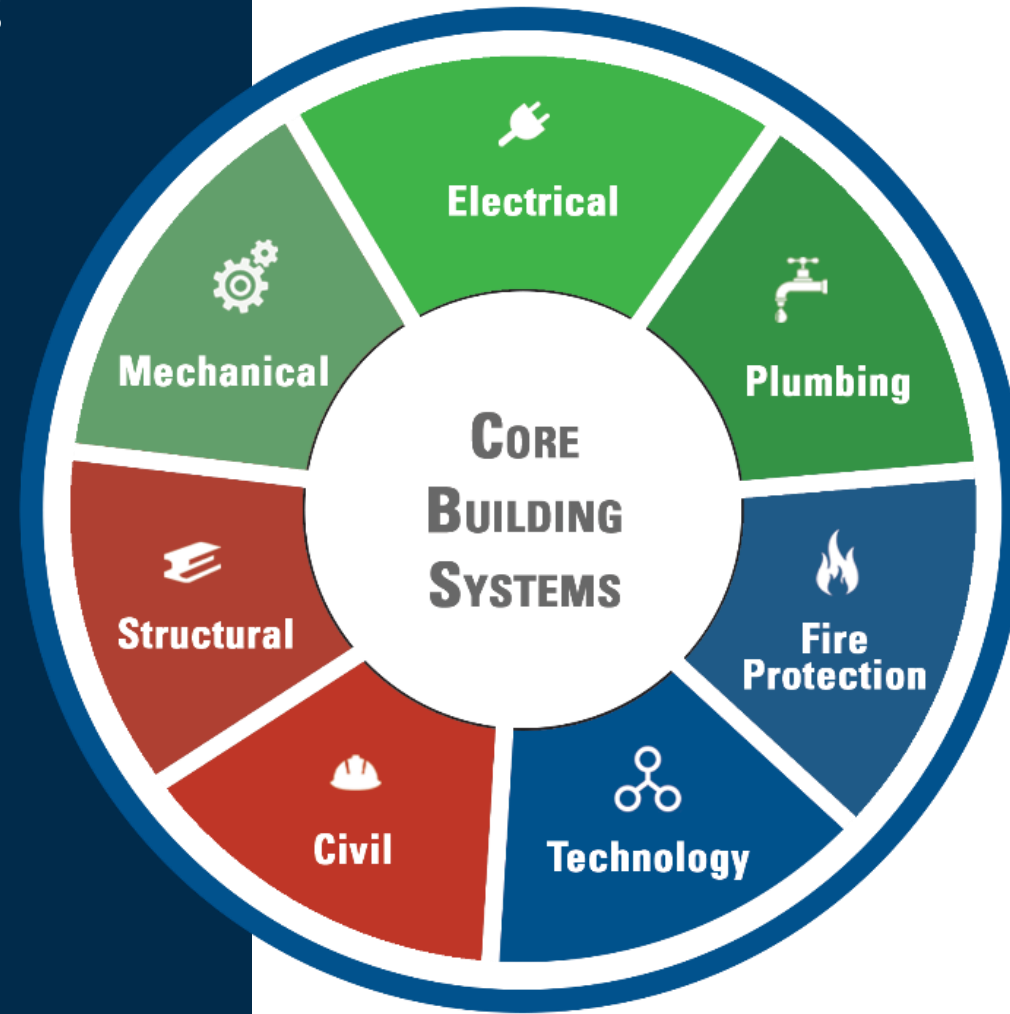 Electrical
Plumbing
Fire
Protection
Technology
Civil
Structural
Mechanical
CORE
BUILDING
SYSTEMS